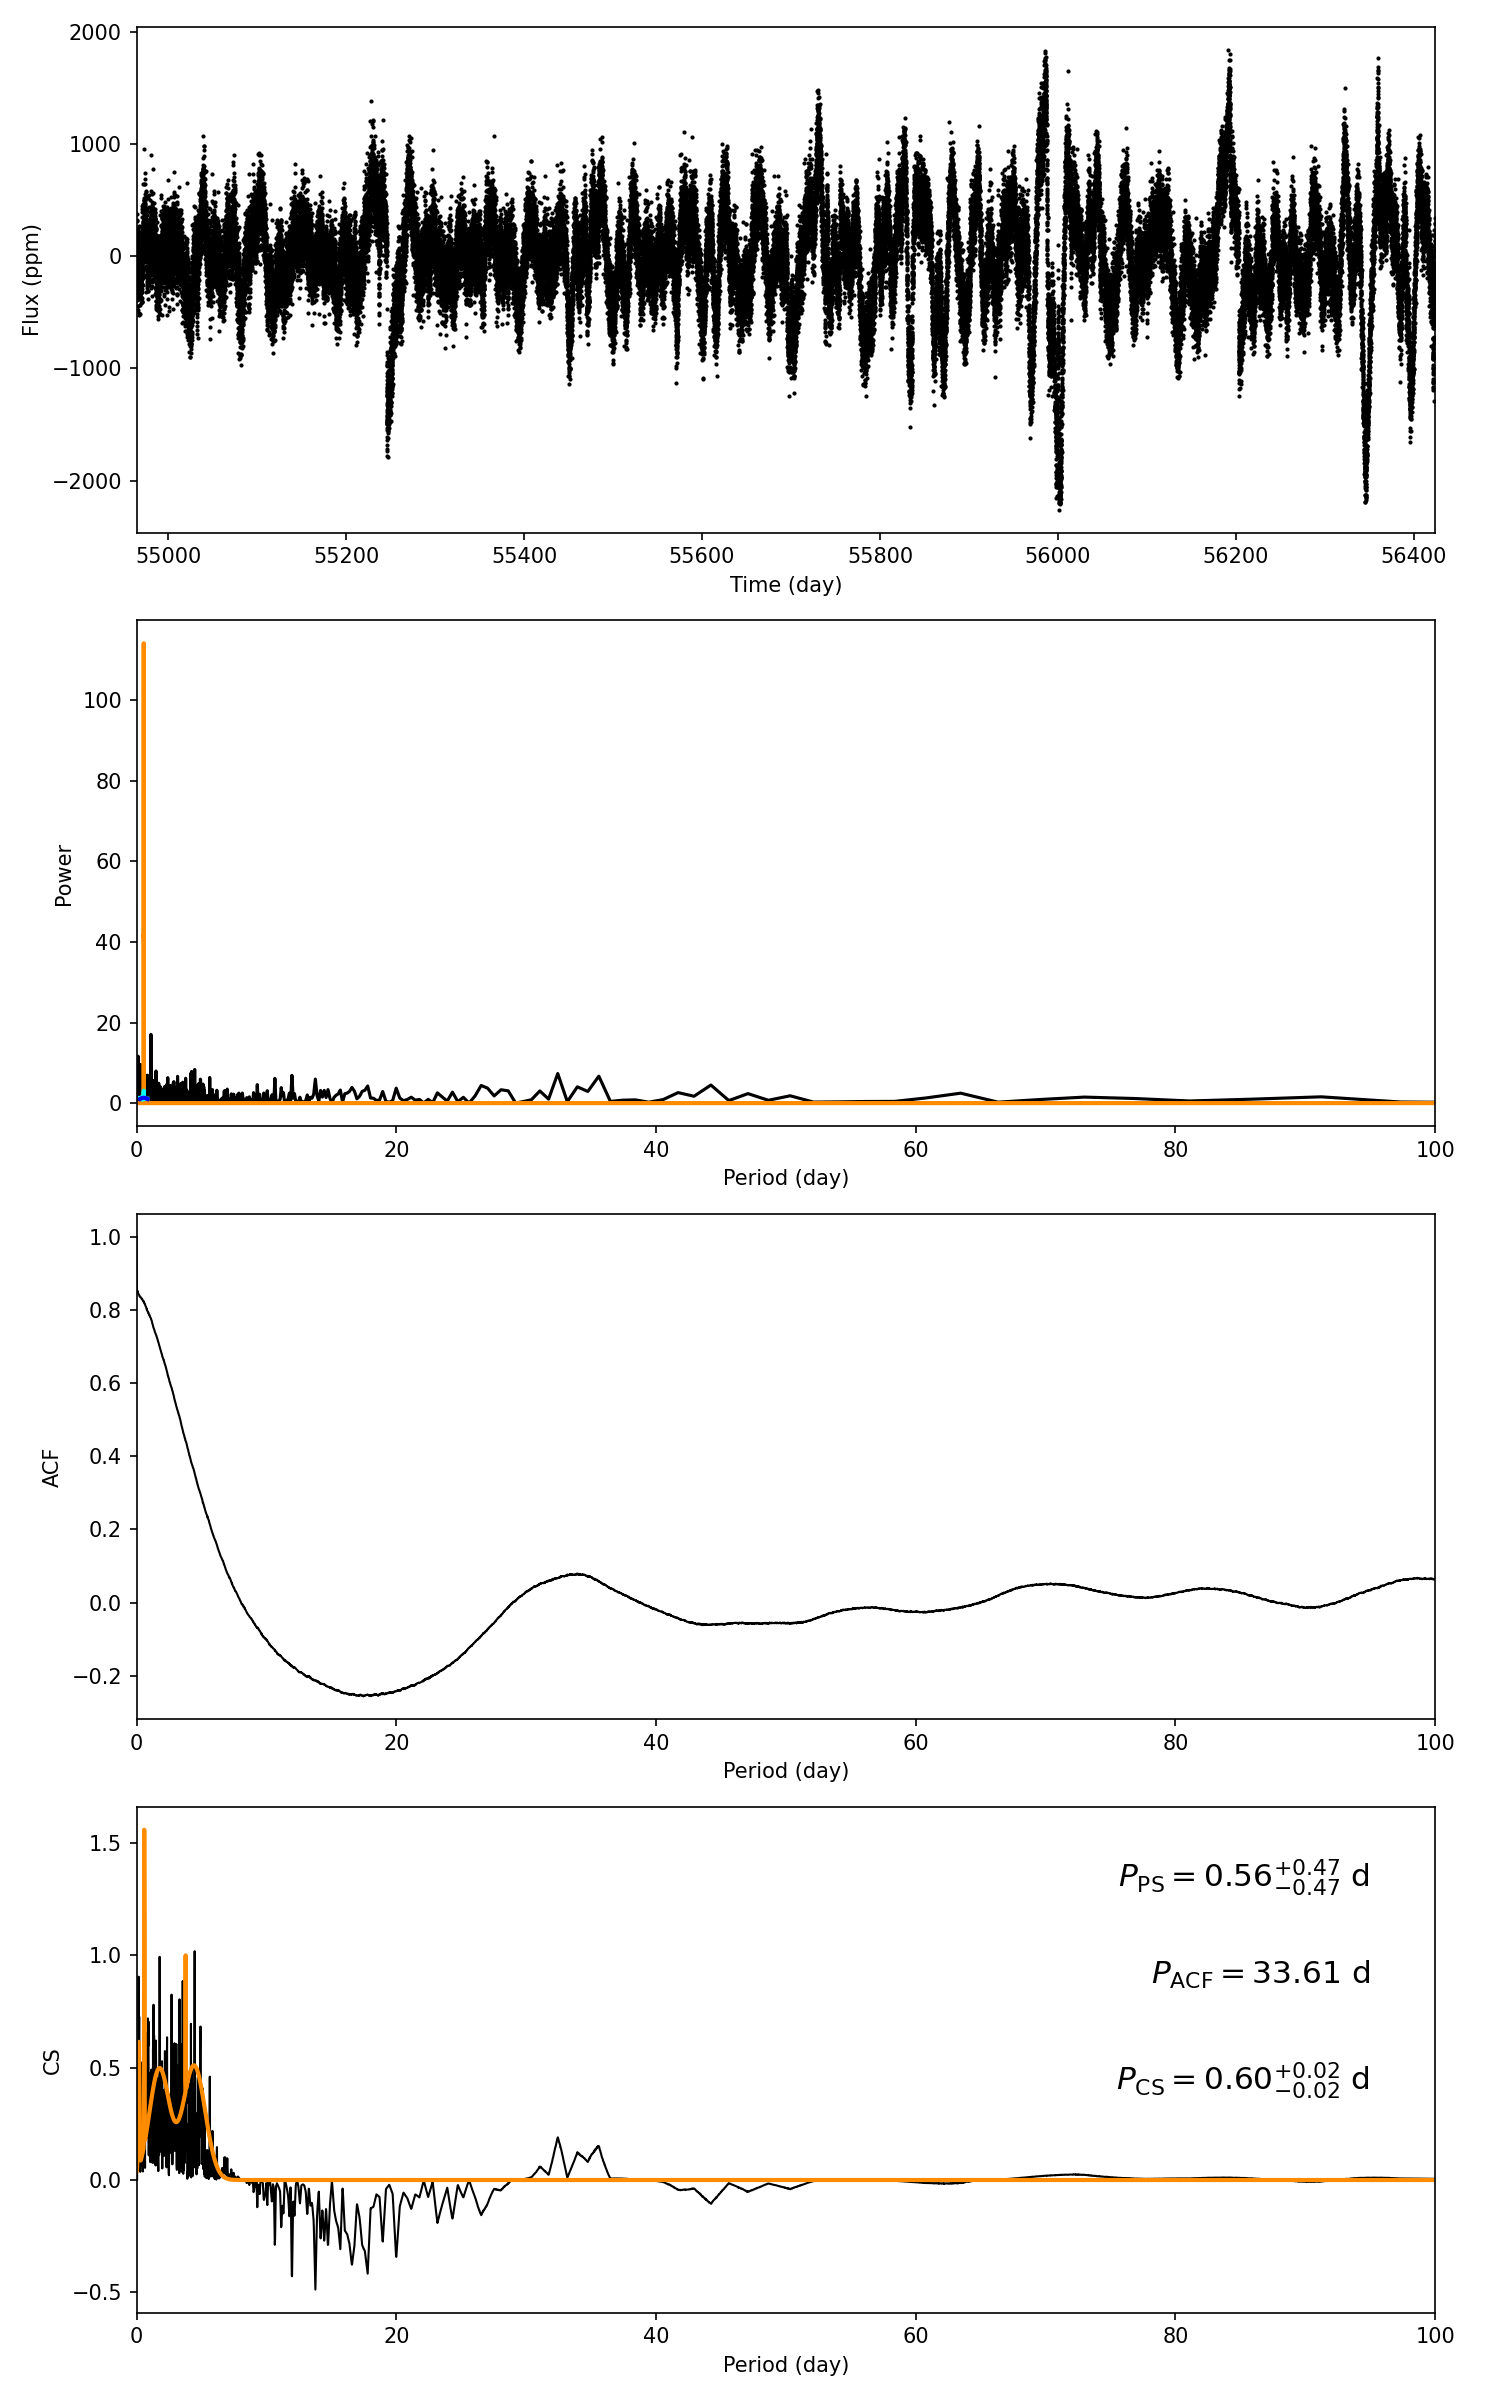 2000
1000
0
−1000
−2000
Flux (ppm)
55000 55200 55400 55600 55800 56000 56200 56400
Time (day)
100
80
60
40
20
0
Power
0 20 40 60 80 100
Period (day)
1.0
0.8
0.6
0.4
0.2
0.0
−0.2
ACF
0 20 40 60 80 100
Period (day)
1.5
1.0
0.5
0.0
−0.5
CS
P_PS = 0.56^{+0.47}_{−0.47} d
P_ACF = 33.61 d
P_CS = 0.60^{+0.02}_{−0.02} d
0 20 40 60 80 100
Period (day)